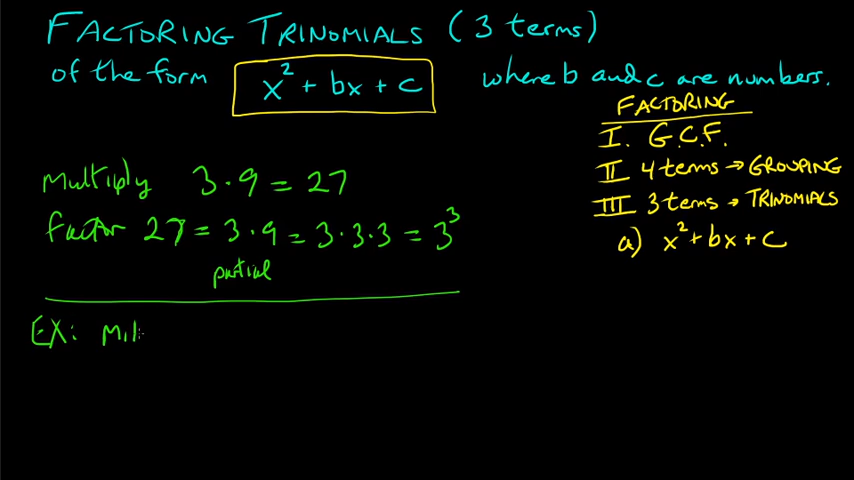 FACTORING TRINOMIALS (3 terms)
of the form x² + bx + c where b and c are numbers.
FACTORING
I. G.C.F.
II 4 terms → GROUPING
III 3 terms → TRINOMIALS
a) x² + bx + c
Multiply 3 · 9 = 27
factor 27 = 3 · 9 = 3 · 3 · 3 = 3³
partial
EX: